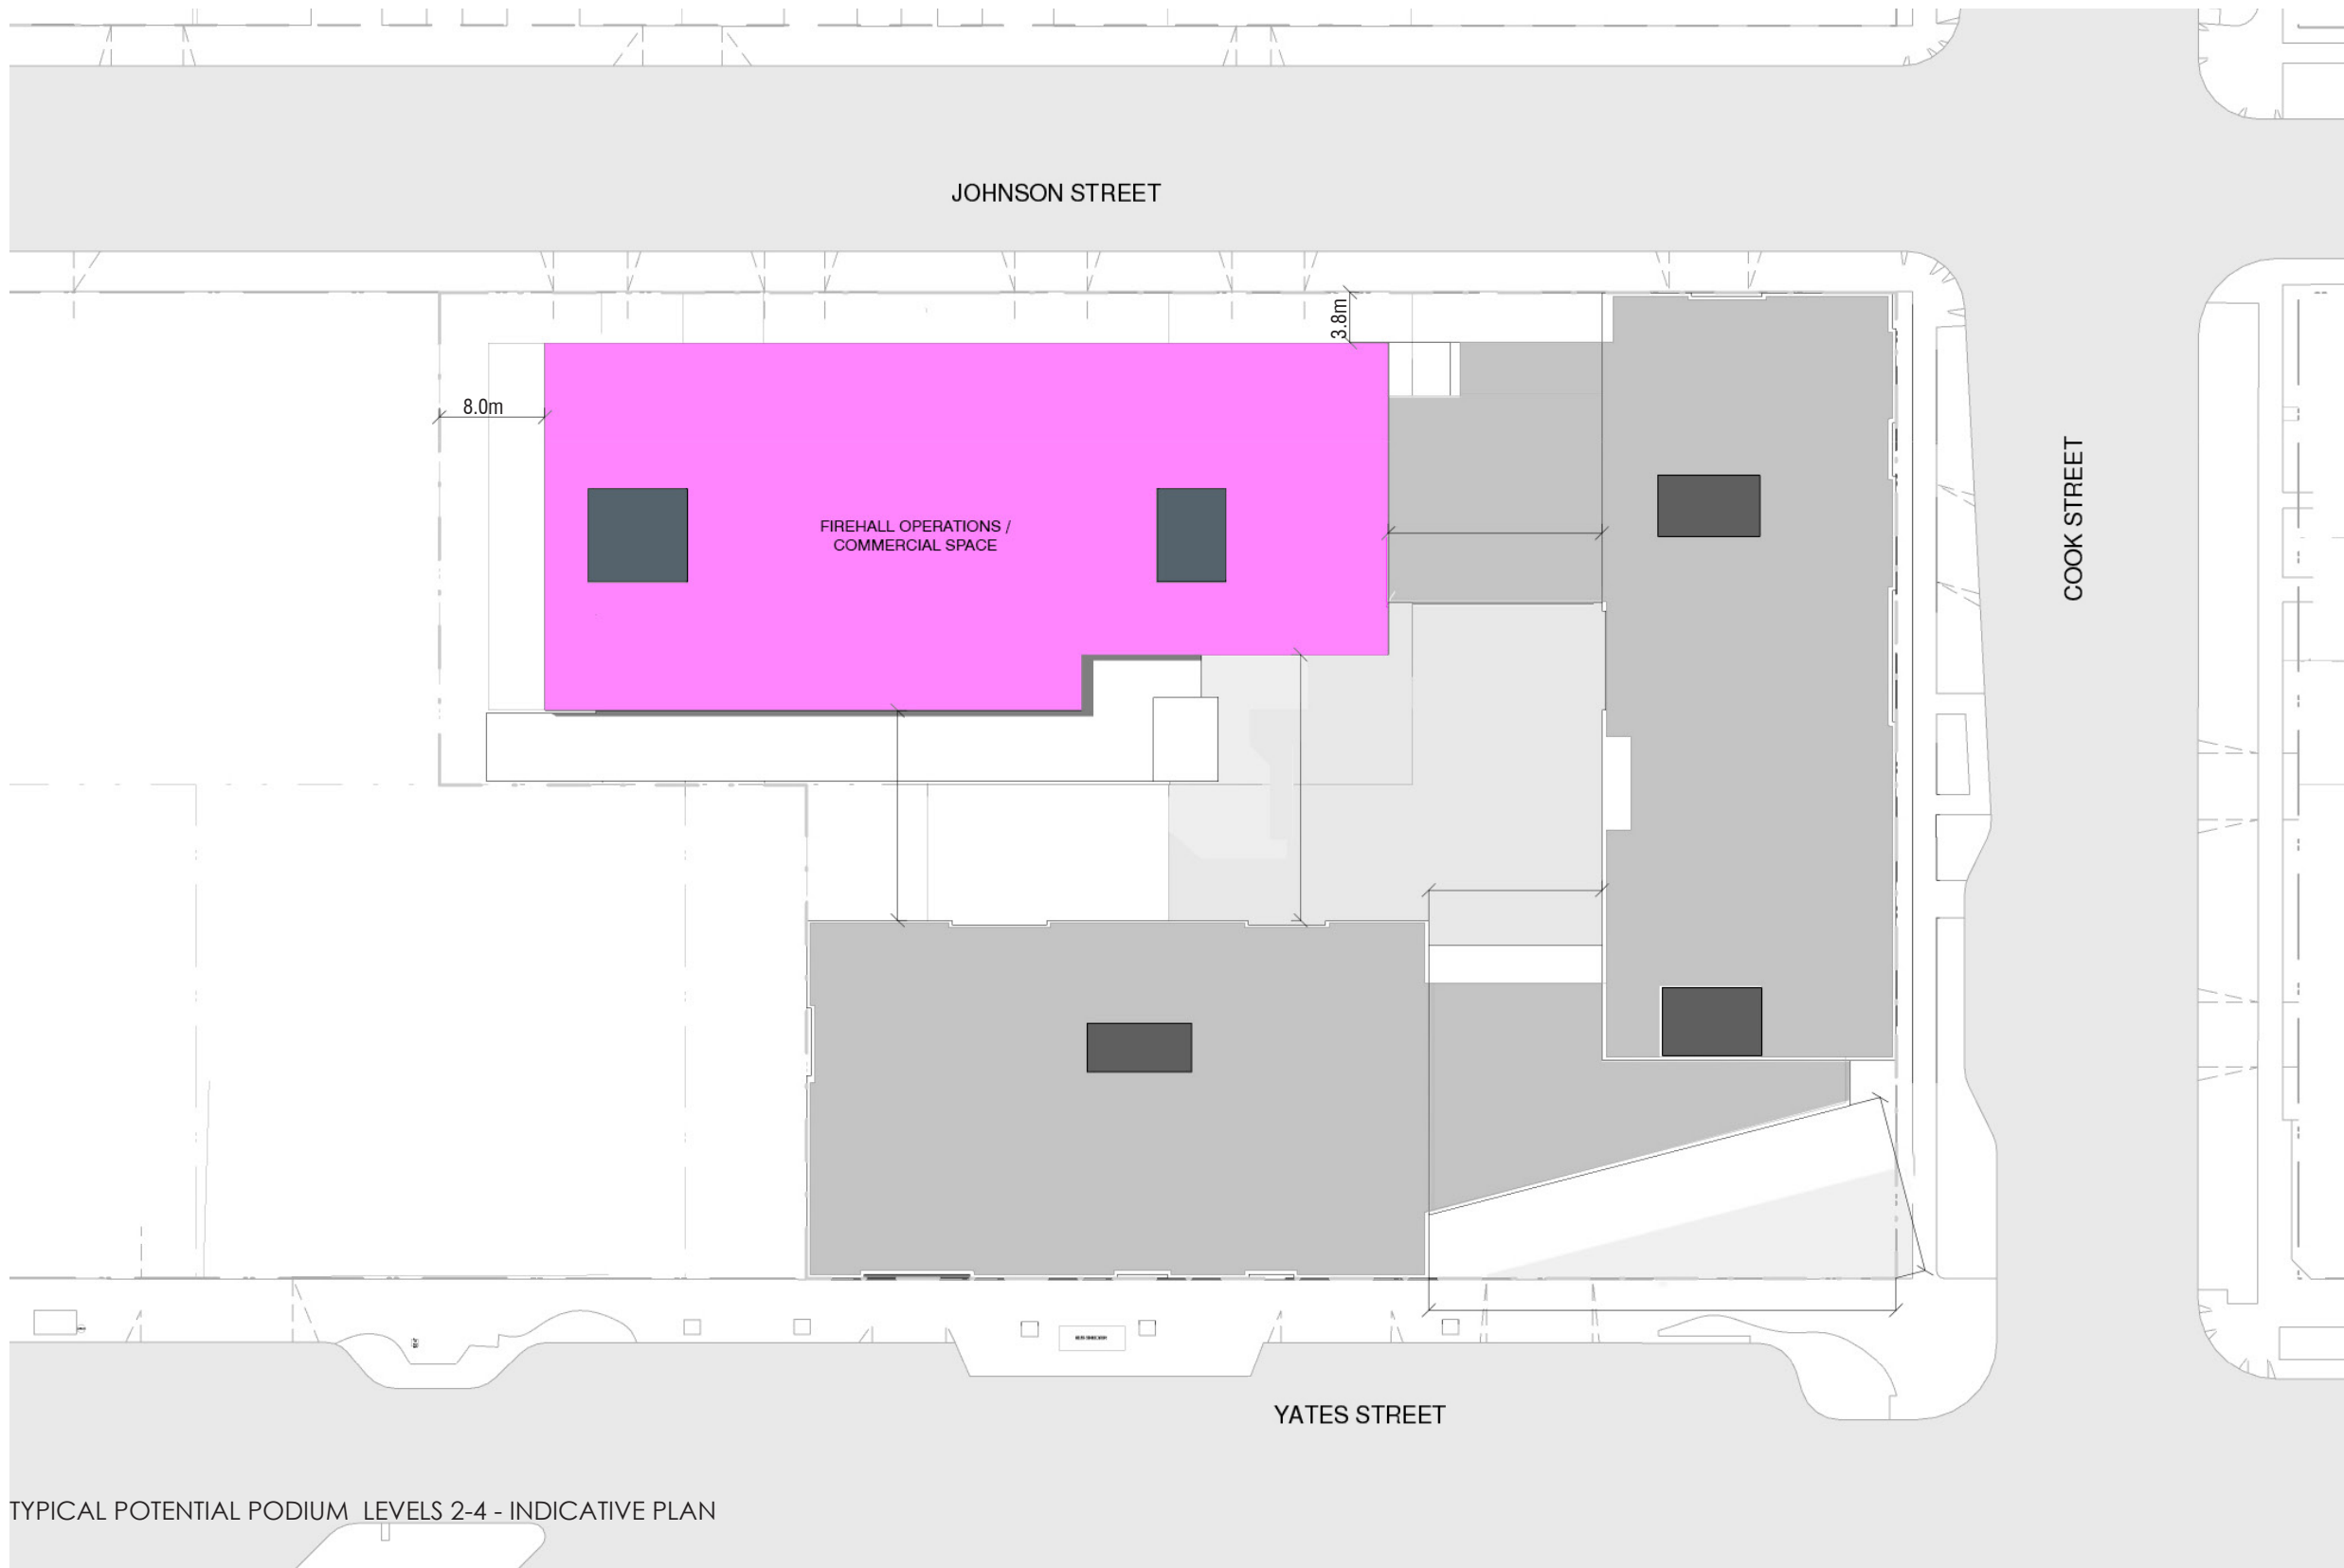 JOHNSON STREET
3.8m
8.0m
FIREHALL OPERATIONS /
COMMERCIAL SPACE
COOK STREET
YATES STREET
TYPICAL POTENTIAL PODIUM LEVELS 2-4 - INDICATIVE PLAN